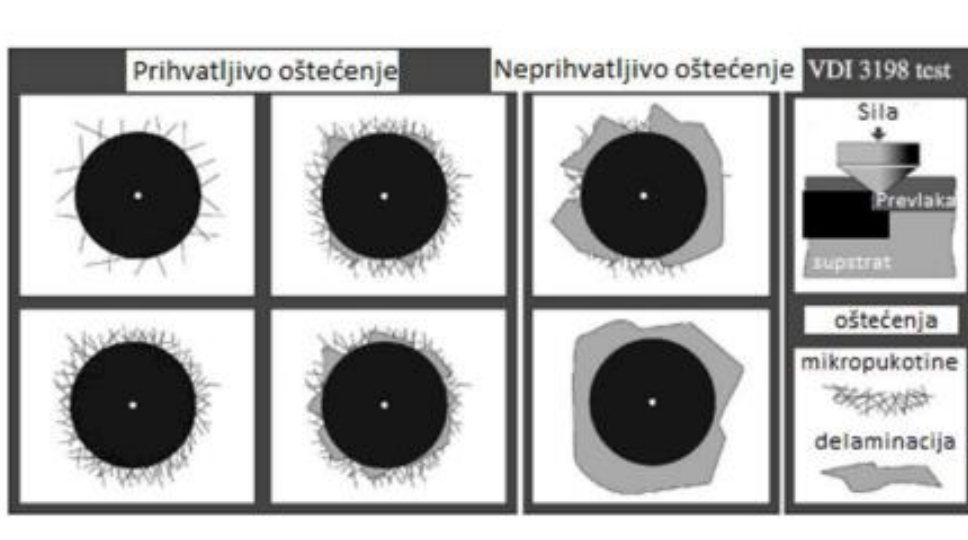 Prihvatljivo oštećenje
Neprihvatljivo oštećenje
VDI 3198 test
Sila
Prevlaka
supstrat
oštećenja
mikropukotine
delaminacija